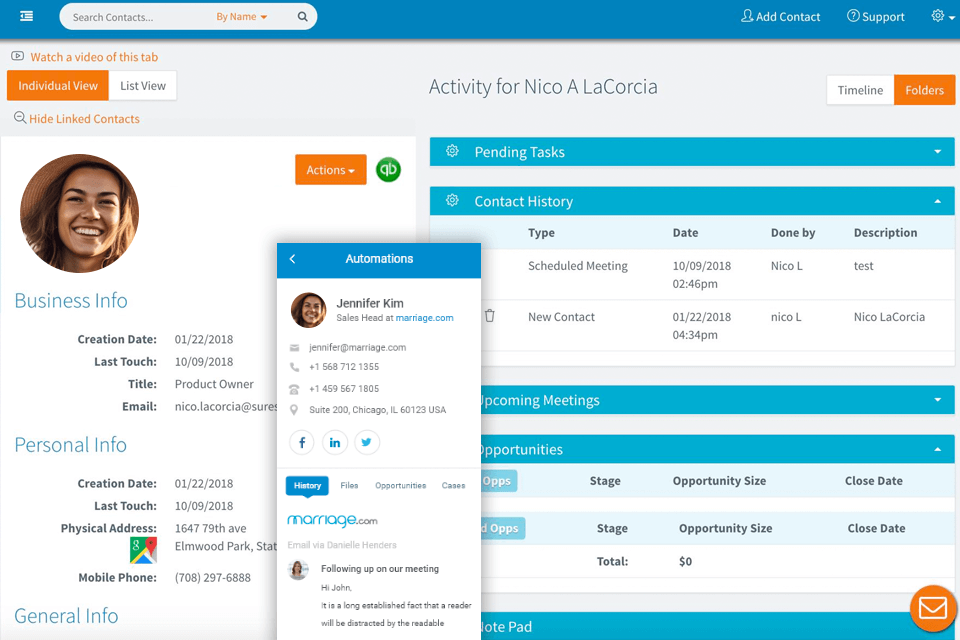 Search Contacts...
By Name
Add Contact
Support
Watch a video of this tab
Individual View
List View
Hide Linked Contacts
Activity for Nico A LaCorcia
Timeline
Folders
Actions
qb
Business Info
Creation Date: 01/22/2018
Last Touch: 10/09/2018
Title: Product Owner
Email: nico.lacorcia@sures
Personal Info
Creation Date: 01/22/2018
Last Touch: 10/09/2018
Physical Address: 1647 79th ave
Elmwood Park, Stat
Mobile Phone: (708) 297-6888
General Info
Automations
Jennifer Kim
Sales Head at marriage.com
jennifer@marriage.com
+1 568 712 1355
+1 459 567 1805
Suite 200, Chicago, IL 60123 USA
History Files Opportunities Cases
marriage.com
Email via Danielle Henders
Following up on our meeting
Hi John,
It is a long established fact that a reader
will be distracted by the readable
Pending Tasks
Contact History
Type Date Done by Description
Scheduled Meeting 10/09/2018 Nico L test
02:46pm
New Contact 01/22/2018 nico L Nico LaCorcia
04:34pm
Upcoming Meetings
Opportunities
Opps Stage Opportunity Size Close Date
d Opps Stage Opportunity Size Close Date
Total: $0
Note Pad